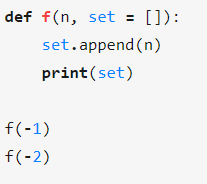 def f(n, set = []):
    set.append(n)
    print(set)

f(-1)
f(-2)